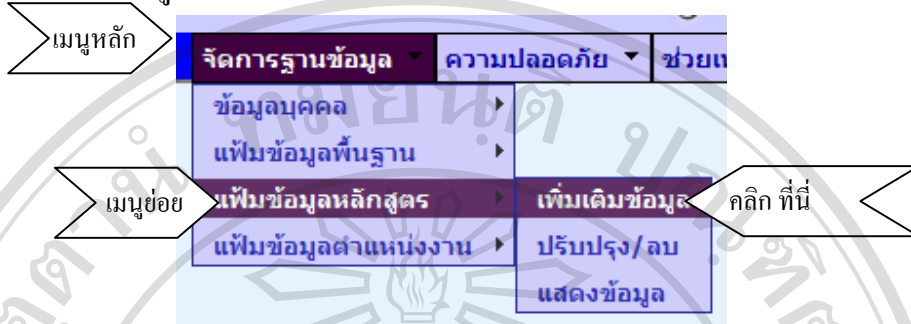 เมนูหลัก
จัดการฐานข้อมูล ความปลอดภัย
ข้อมูลบุคคล
แฟ้มข้อมูลพื้นฐาน
เมนูย่อย แฟ้มข้อมูลหลักสูตร เพิ่มเติมข้อมูล คลิก ที่นี่
แฟ้มข้อมูลตำแหน่งงาน ปรับปรุง/ลบ
แสดงข้อมูล